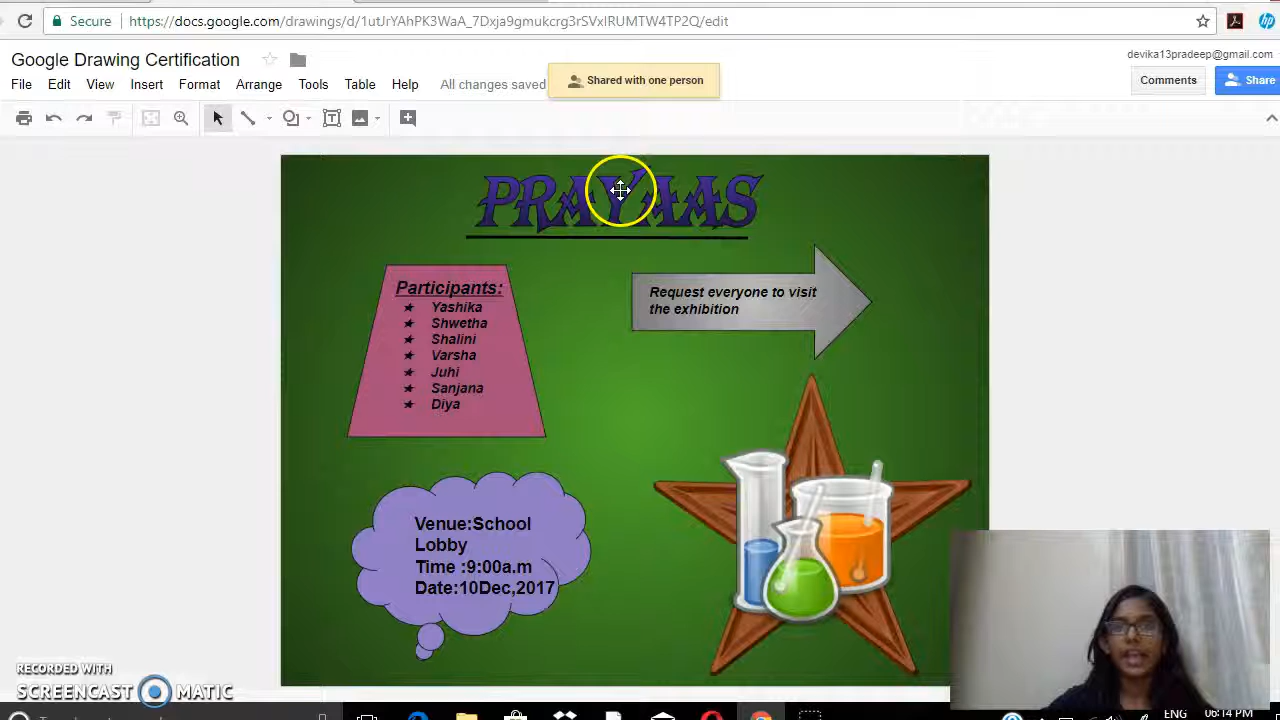 Secure https://docs.google.com/drawings/d/1utJrYAhPK3WaA_7Dxja9gmukcrg3rSVxlRUMTW4TP2Q/edit
Google Drawing Certification
devika13pradeep@gmail.com
File Edit View Insert Format Arrange Tools Table Help All changes saved
Shared with one person
Comments
Share
PRAYAAS
Participants:
★ Yashika
★ Shwetha
★ Shalini
★ Varsha
★ Juhi
★ Sanjana
★ Diya
Request everyone to visit
the exhibition
Venue:School
Lobby
Time :9:00a.m
Date:10Dec,2017
RECORDED WITH
SCREENCAST MATIC
ENG
06:14 PM